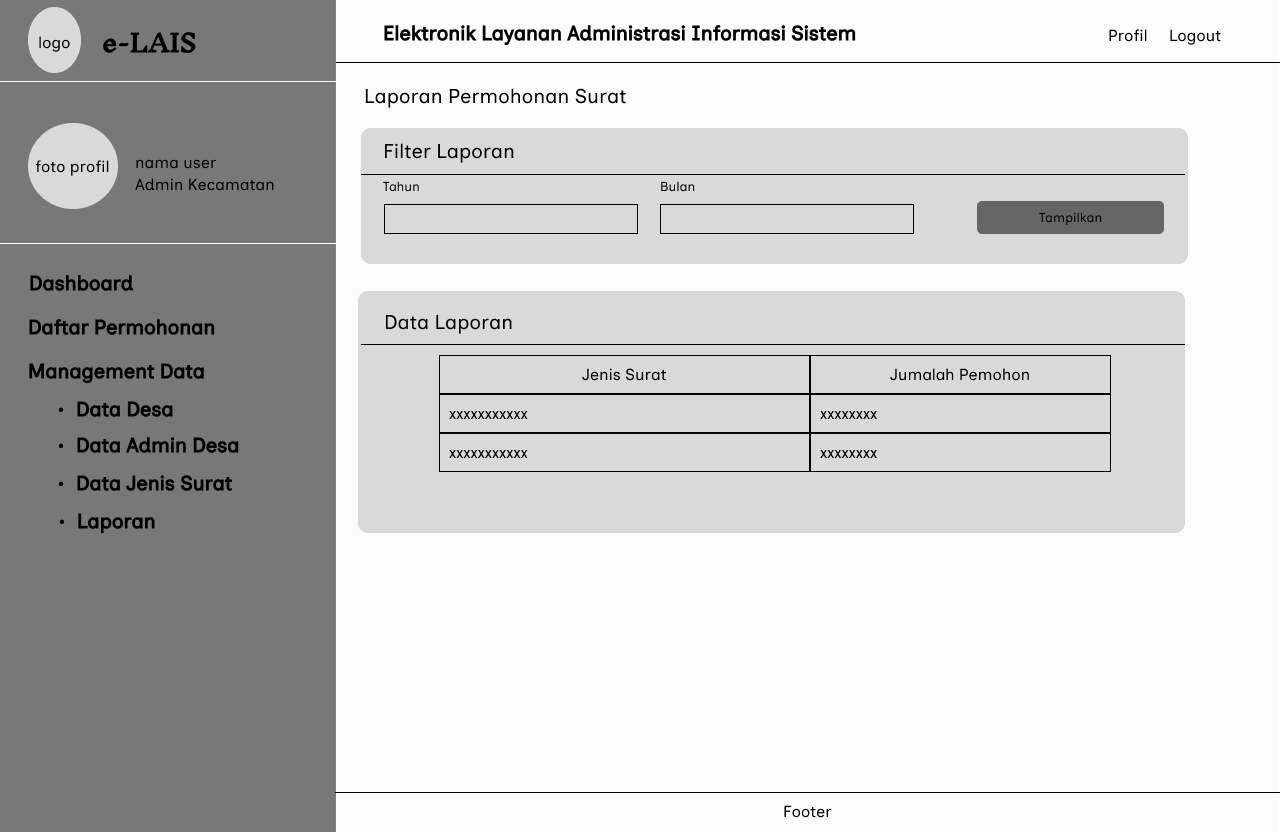 logo
e-LAIS
Elektronik Layanan Administrasi Informasi Sistem
Profil
Logout
foto profil
nama user
Admin Kecamatan
Dashboard
Daftar Permohonan
Management Data
• Data Desa
• Data Admin Desa
• Data Jenis Surat
• Laporan
Laporan Permohonan Surat
Filter Laporan
Tahun
Bulan
Tampilkan
Data Laporan
Jenis Surat
Jumalah Pemohon
xxxxxxxxxxx
xxxxxxxx
xxxxxxxxxxx
xxxxxxxx
Footer